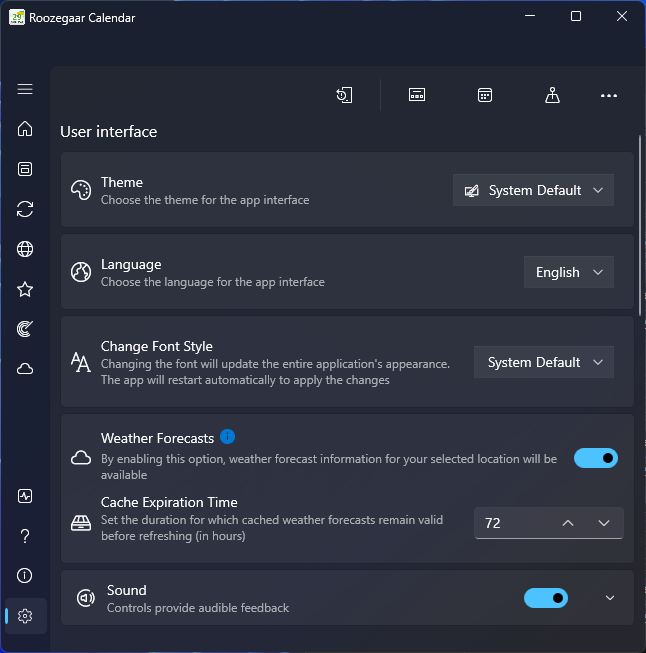 Roozegaar Calendar
User interface
Theme
Choose the theme for the app interface
System Default
Language
Choose the language for the app interface
English
Change Font Style
Changing the font will update the entire application's appearance.
The app will restart automatically to apply the changes
System Default
Weather Forecasts
By enabling this option, weather forecast information for your selected location will be
available
Cache Expiration Time
Set the duration for which cached weather forecasts remain valid
before refreshing (in hours)
72
Sound
Controls provide audible feedback